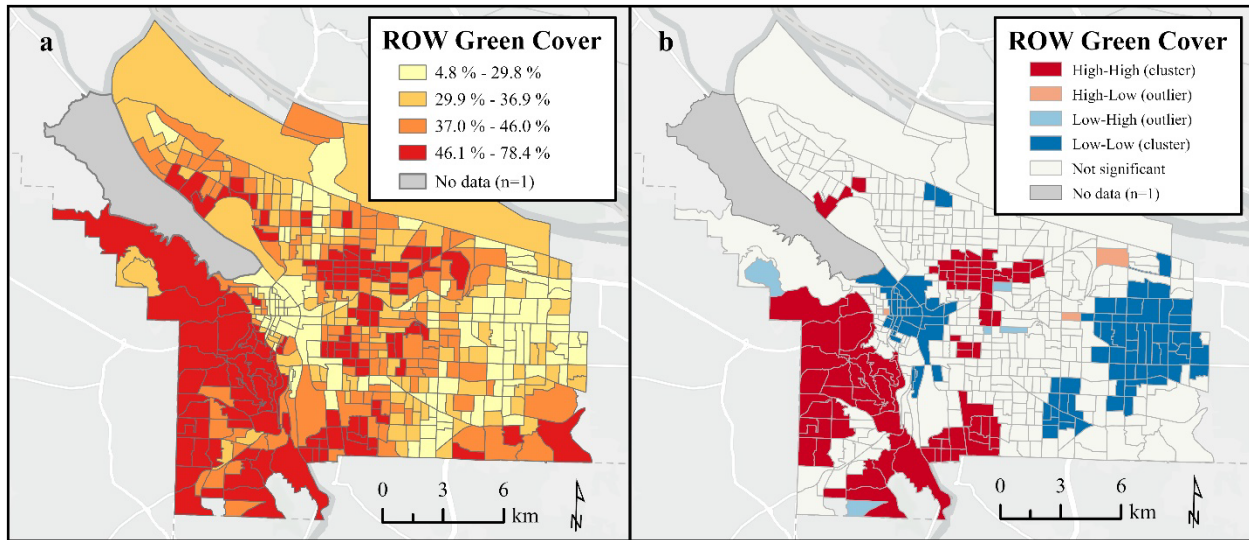 a
ROW Green Cover
4.8 % - 29.8 %
29.9 % - 36.9 %
37.0 % - 46.0 %
46.1 % - 78.4 %
No data (n=1)
0 3 6
km
N
b
ROW Green Cover
High-High (cluster)
High-Low (outlier)
Low-High (outlier)
Low-Low (cluster)
Not significant
No data (n=1)
0 3 6
km
N